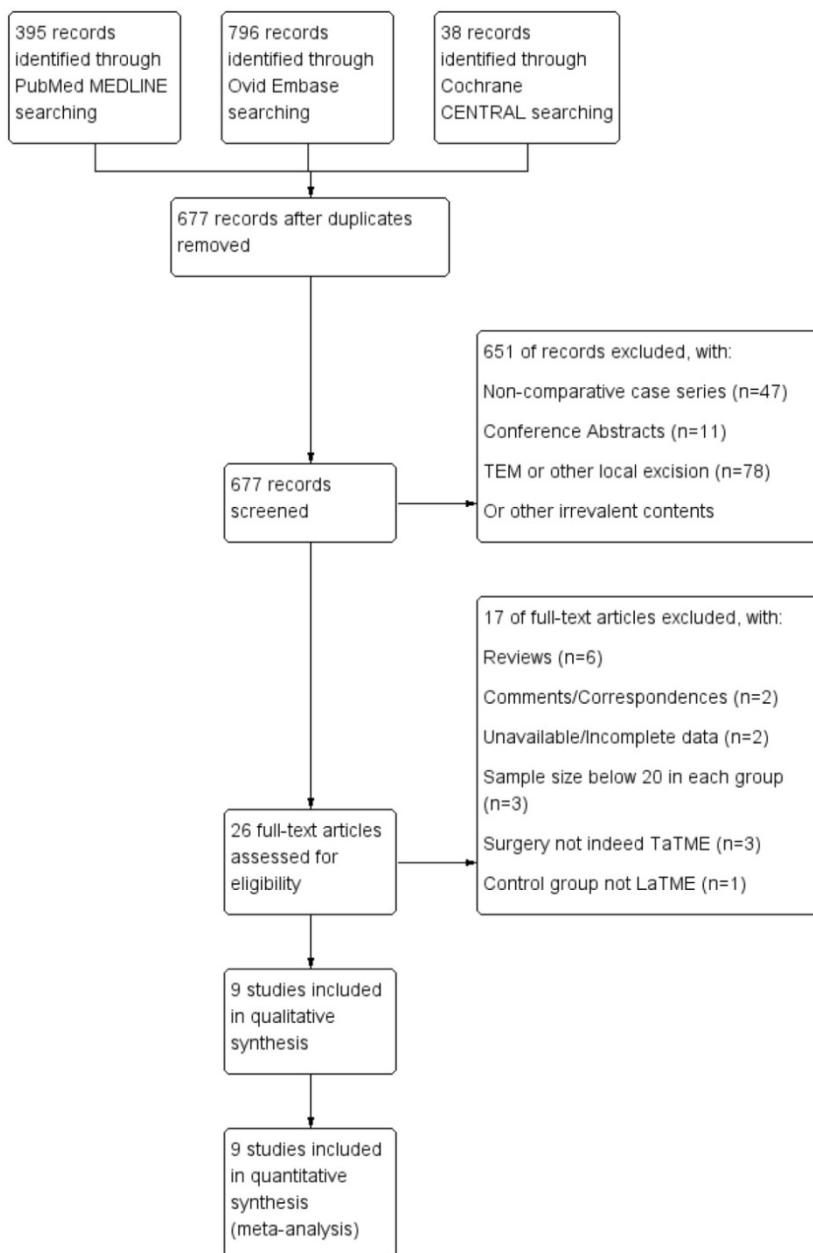 395 records
identified through
PubMed MEDLINE
searching
796 records
identified through
Ovid Embase
searching
38 records
identified through
Cochrane
CENTRAL searching
677 records after duplicates
removed
651 of records excluded, with:
Non-comparative case series (n=47)
Conference Abstracts (n=11)
TEM or other local excision (n=78)
Or other irrevalent contents
677 records
screened
17 of full-text articles excluded, with:
Reviews (n=6)
Comments/Correspondences (n=2)
Unavailable/Incomplete data (n=2)
Sample size below 20 in each group
(n=3)
Surgery not indeed TaTME (n=3)
Control group not LaTME (n=1)
26 full-text articles
assessed for
eligibility
9 studies included
in qualitative
synthesis
9 studies included
in quantitative
synthesis
(meta-analysis)